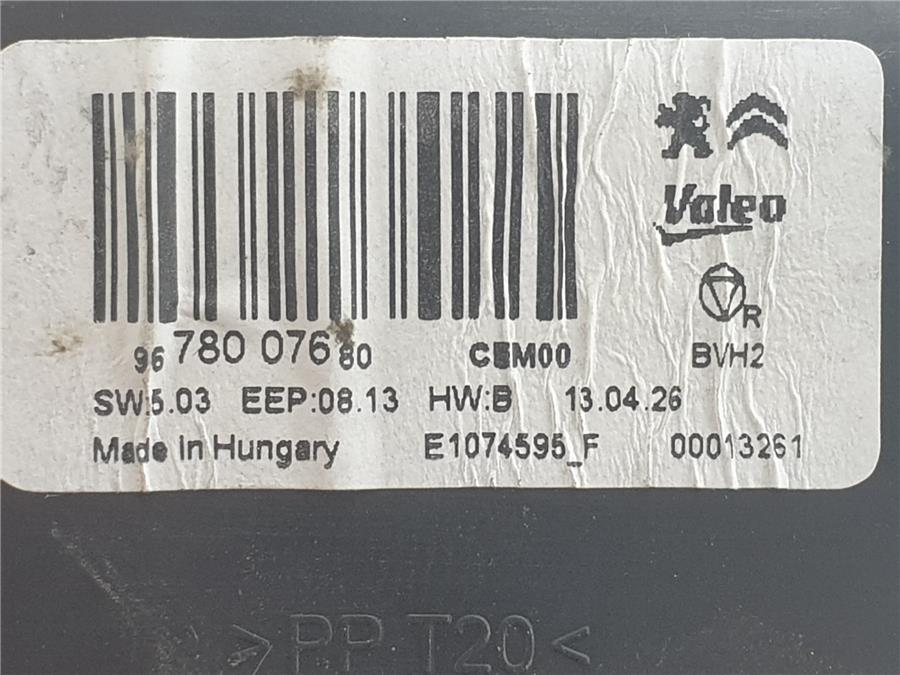 Valeo
R
96 780 076 80 CSM00 BVH2
SW:5.03 EEP:08.13 HW:B 13.04.26
Made In Hungary E1074595_F 00013261
>PP T20<